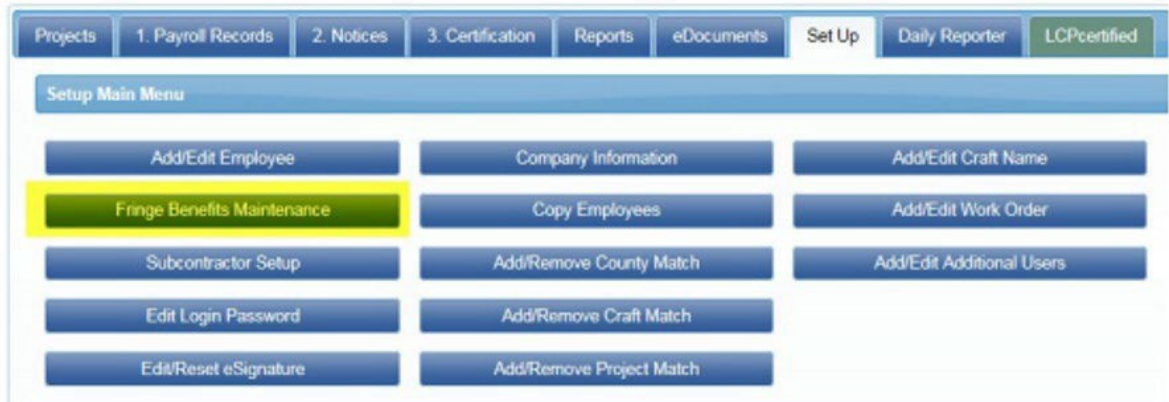 Projects 1. Payroll Records 2. Notices 3. Certification Reports eDocuments Set Up Daily Reporter LCPcertified
Setup Main Menu
Add/Edit Employee Company Information Add/Edit Craft Name
Fringe Benefits Maintenance Copy Employees Add/Edit Work Order
Subcontractor Setup Add/Remove County Match Add/Edit Additional Users
Edit Login Password Add/Remove Craft Match
Edit/Reset eSignature Add/Remove Project Match